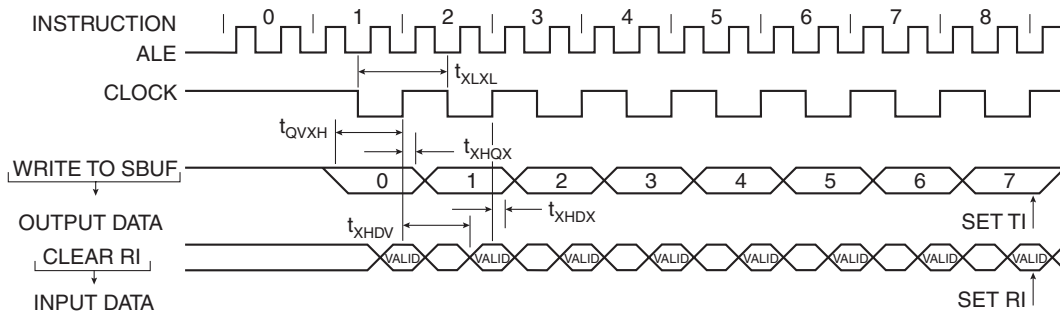 INSTRUCTION
0 1 2 3 4 5 6 7 8
ALE
tXLXL
CLOCK
tQVXH
tXHQX
WRITE TO SBUF
0 1 2 3 4 5 6 7
OUTPUT DATA
tXHDV
tXHDX
SET TI
CLEAR RI
VALID VALID VALID VALID VALID VALID VALID VALID
INPUT DATA
SET RI